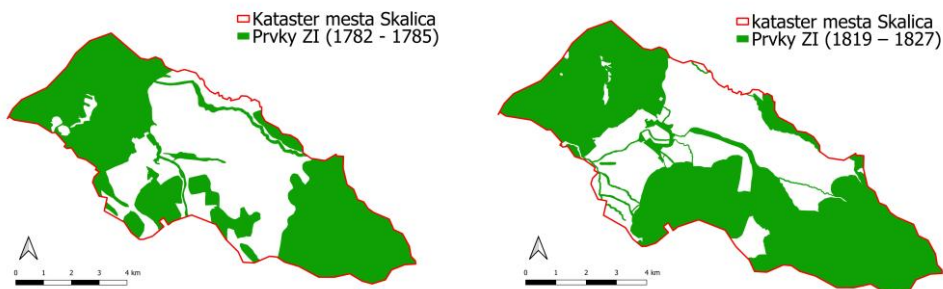 Kataster mesta Skalica
Prvky ZI (1782 - 1785)
0 1 2 3 4 km
kataster mesta Skalica
Prvky ZI (1819 – 1827)
0 1 2 3 4 km